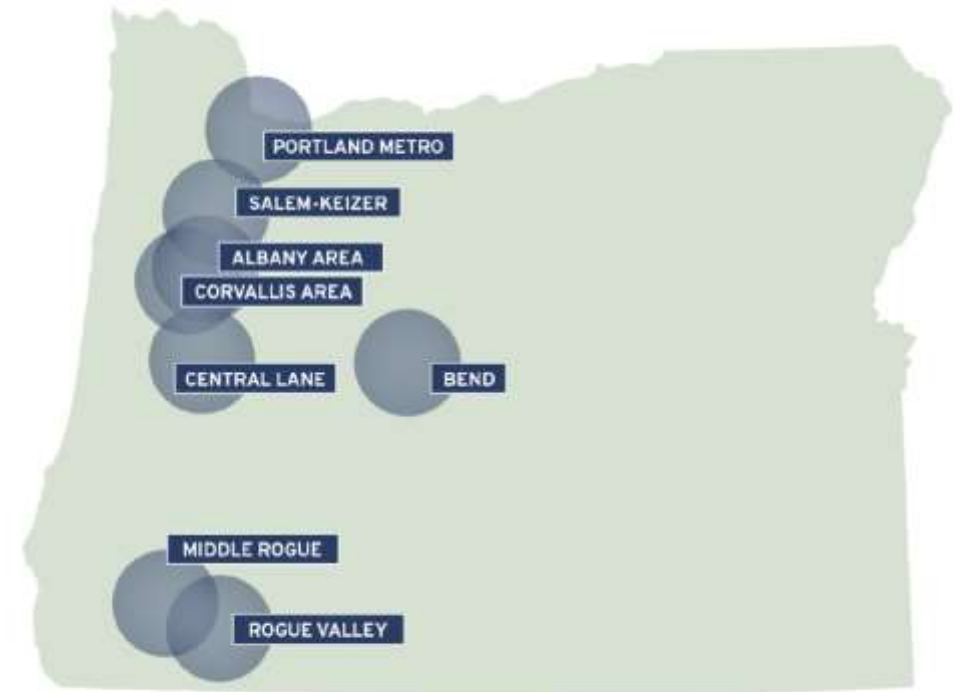 PORTLAND METRO
SALEM-KEIZER
ALBANY AREA
CORVALLIS AREA
CENTRAL LANE
BEND
MIDDLE ROGUE
ROGUE VALLEY